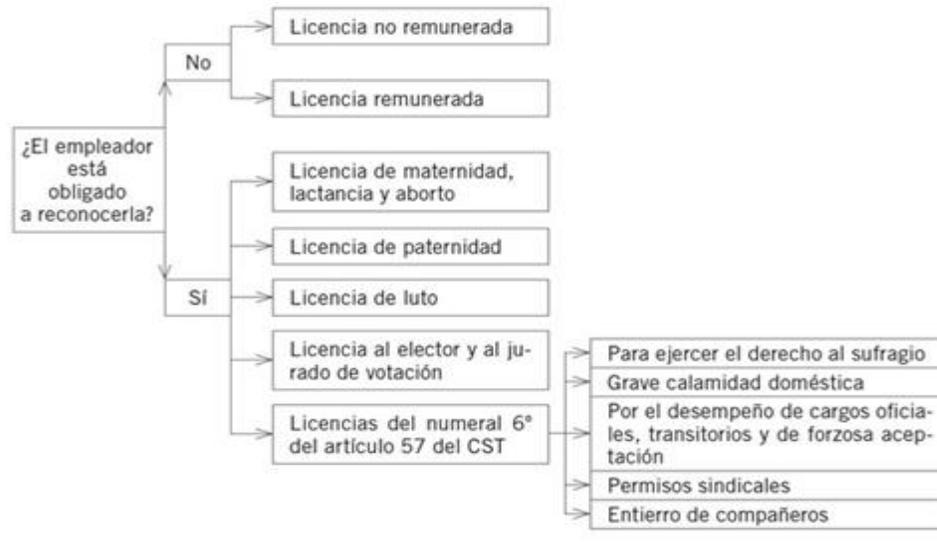 Licencia no remunerada
No
Licencia remunerada
¿El empleador
está
obligado
a reconocerla?
Licencia de maternidad,
lactancia y aborto
Licencia de paternidad
Sí
Licencia de luto
Licencia al elector y al ju-
rado de votación
Licencias del numeral 6°
del artículo 57 del CST
Para ejercer el derecho al sufragio
Grave calamidad doméstica
Por el desempeño de cargos oficia-
les, transitorios y de forzosa acep-
tación
Permisos sindicales
Entierro de compañeros